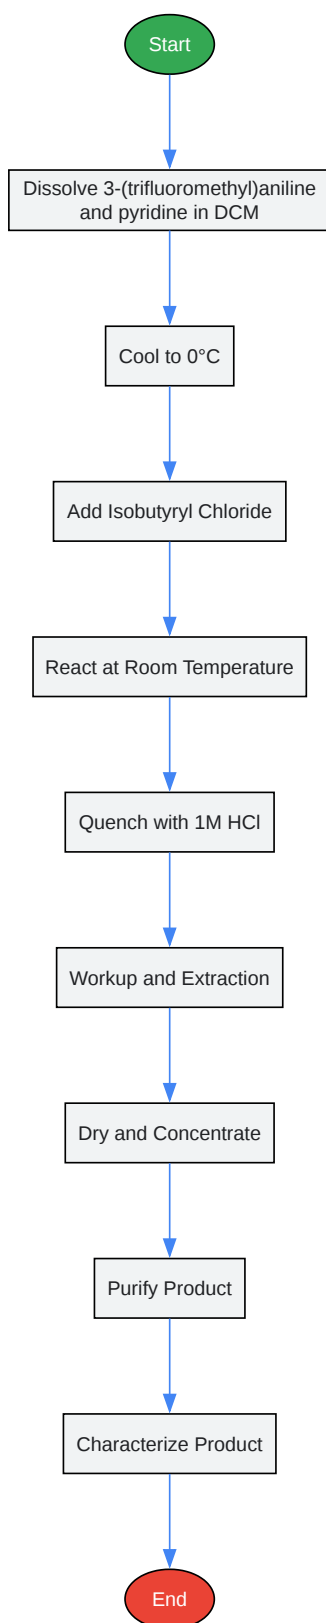 Start
Dissolve 3-(trifluoromethyl)aniline
and pyridine in DCM
Cool to 0°C
Add Isobutyryl Chloride
React at Room Temperature
Quench with 1M HCl
Workup and Extraction
Dry and Concentrate
Purify Product
Characterize Product
End